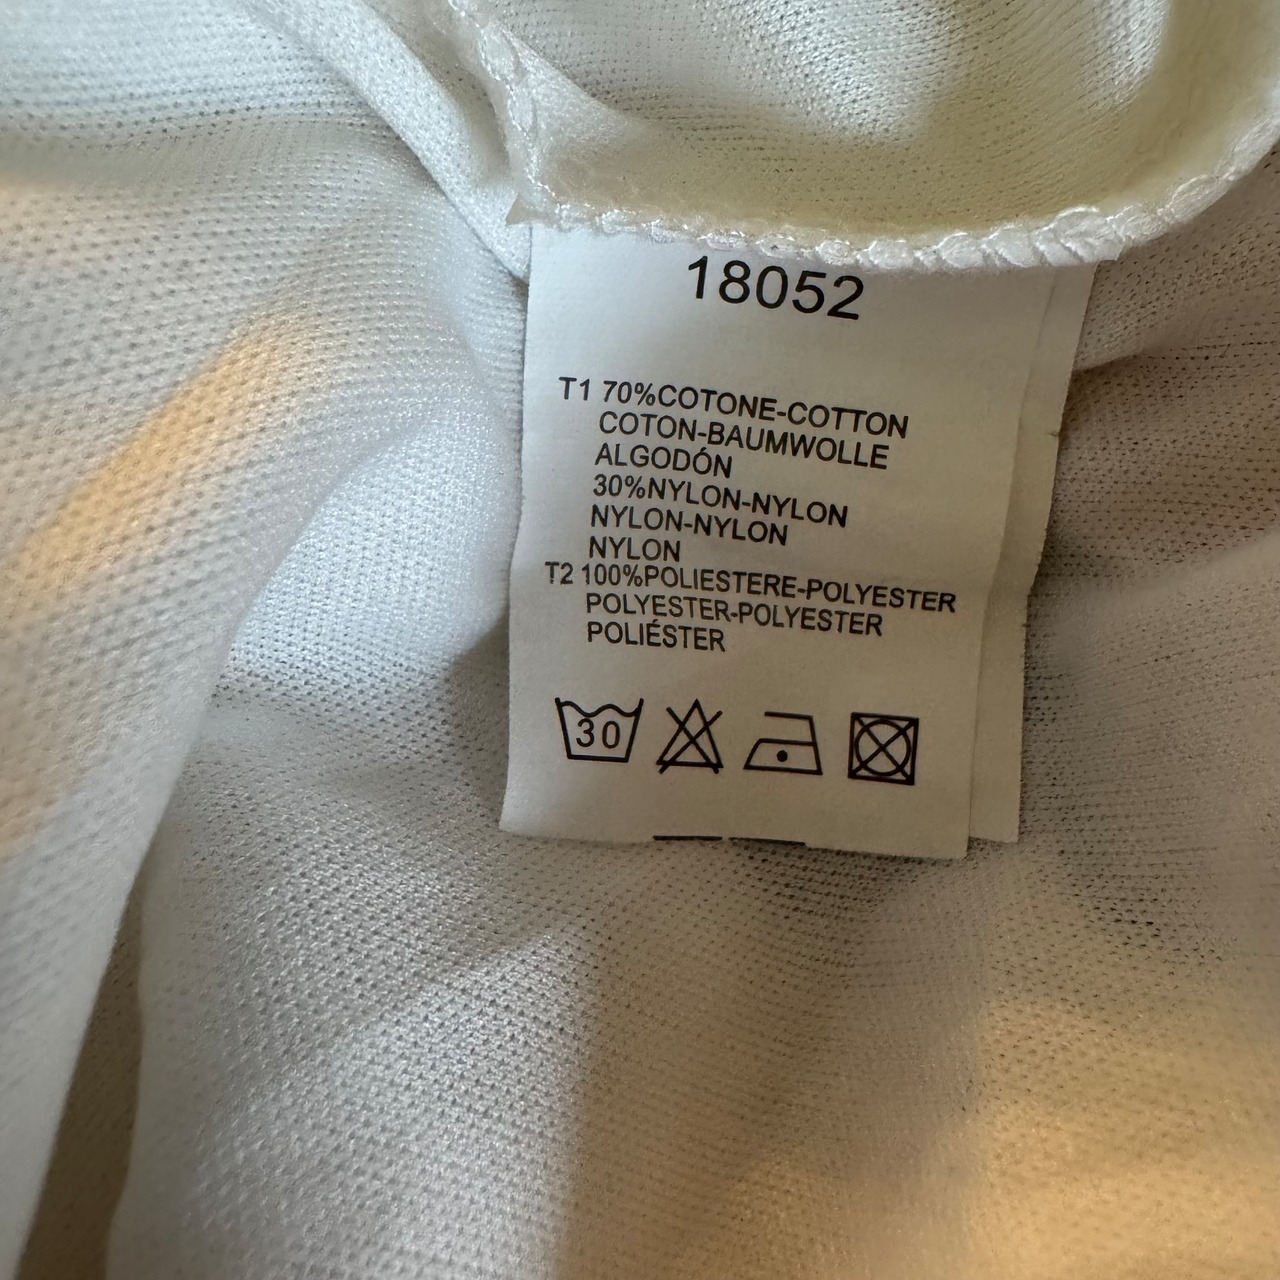 18052
T1 70%COTONE-COTTON
COTON-BAUMWOLLE
ALGODÓN
30%NYLON-NYLON
NYLON-NYLON
NYLON
T2 100%POLIESTERE-POLYESTER
POLYESTER-POLYESTER
POLIÉSTER
30